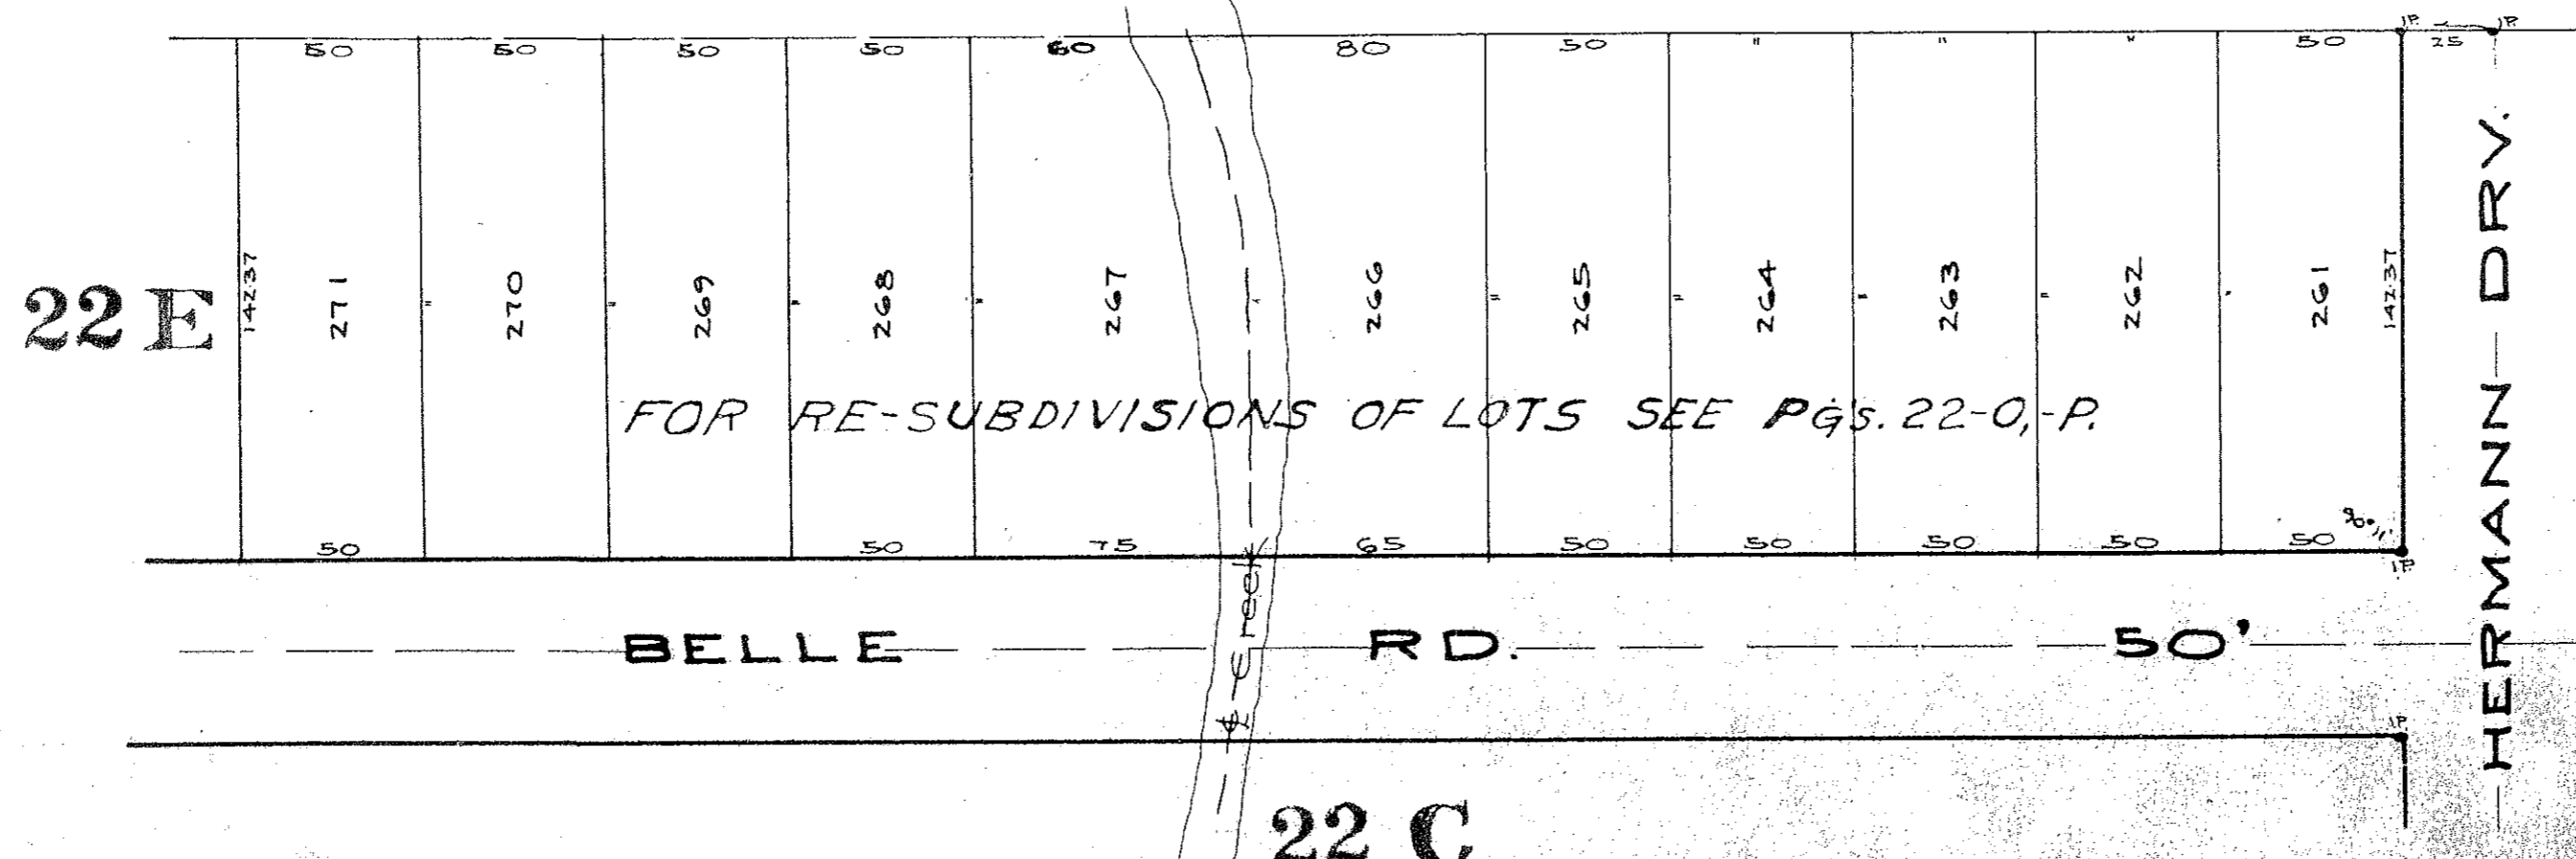 I.P. I.P.
50 50 50 50 60 80 50 " " " 50 25
22 E
142.37 271 " 270 " 269 " 268 " 267 266 " 265 " 264 " 263 " 262 " 261 142.37
FOR RE-SUBDIVISIONS OF LOTS SEE PGS. 22-O,-P.
50 50 75 65 50 50 50 50 50
I.P.
℄ Creek
BELLE RD. 50'
I.P.
HERMANN DRV.
22 C